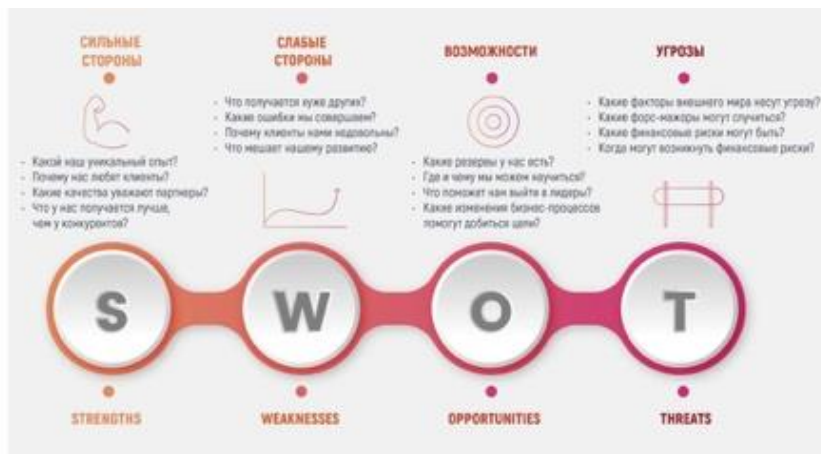 СИЛЬНЫЕ
СТОРОНЫ
- Какой наш уникальный опыт?
- Почему нас любят клиенты?
- Какие качества уважают партнеры?
- Что у нас получается лучше,
чем у конкурентов?
СЛАБЫЕ
СТОРОНЫ
- Что получается хуже других?
- Какие ошибки мы совершаем?
- Почему клиенты нами недовольны?
- Что мешает нашему развитию?
ВОЗМОЖНОСТИ
- Какие резервы у нас есть?
- Где и чему мы можем научиться?
- Что поможет нам выйти в лидеры?
- Какие изменения бизнес-процессов
помогут добиться цели?
УГРОЗЫ
- Какие факторы внешнего мира несут угрозу?
- Какие форс-мажоры могут случиться?
- Какие финансовые риски могут быть?
- Когда могут возникнуть финансовые риски?
S
W
O
T
STRENGTHS
WEAKNESSES
OPPORTUNITIES
THREATS